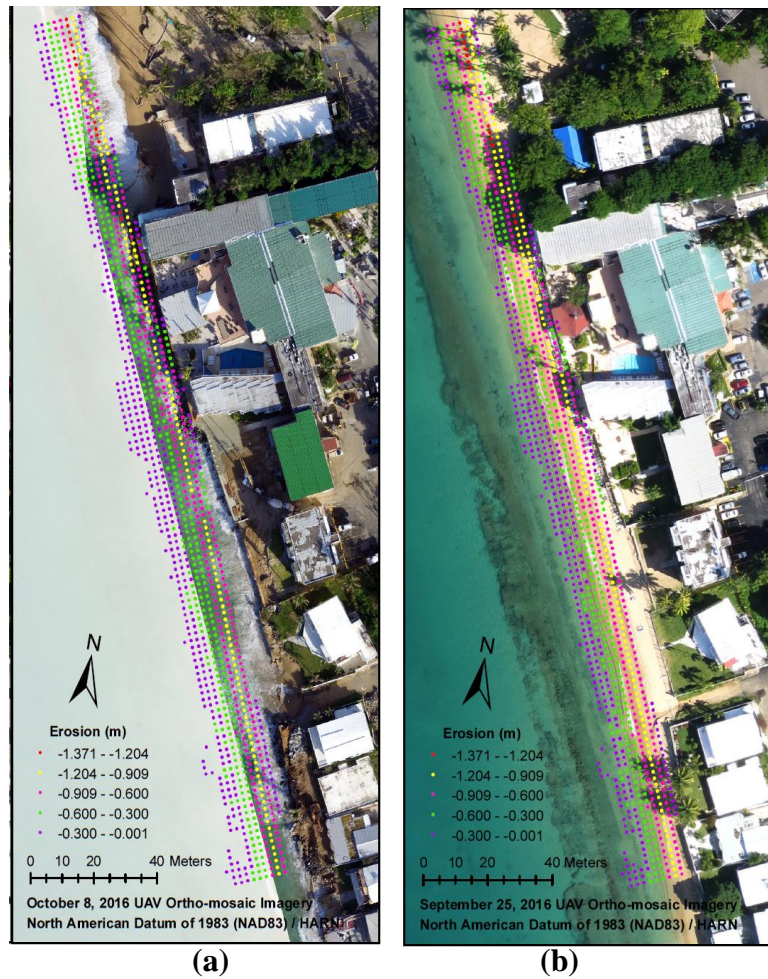 N
Erosion (m)
-1.371 - -1.204
-1.204 - -0.909
-0.909 - -0.600
-0.600 - -0.300
-0.300 - -0.001
0 10 20 40 Meters
October 8, 2016 UAV Ortho-mosaic Imagery
North American Datum of 1983 (NAD83) / HARN
(a)
N
Erosion (m)
-1.371 - -1.204
-1.204 - -0.909
-0.909 - -0.600
-0.600 - -0.300
-0.300 - -0.001
0 10 20 40 Meters
September 25, 2016 UAV Ortho-mosaic Imagery
North American Datum of 1983 (NAD83) / HARN
(b)